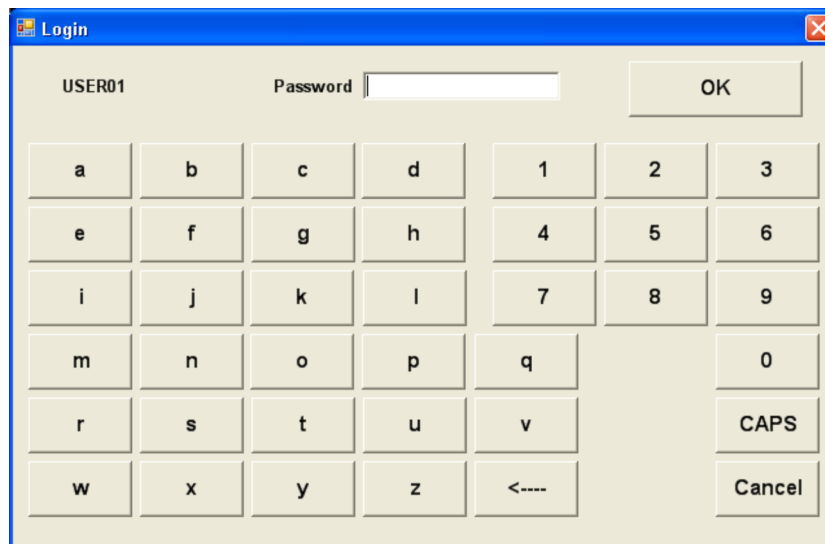 Login
USER01 Password OK
a b c d 1 2 3
e f g h 4 5 6
i j k l 7 8 9
m n o p q 0
r s t u v CAPS
w x y z <---- Cancel